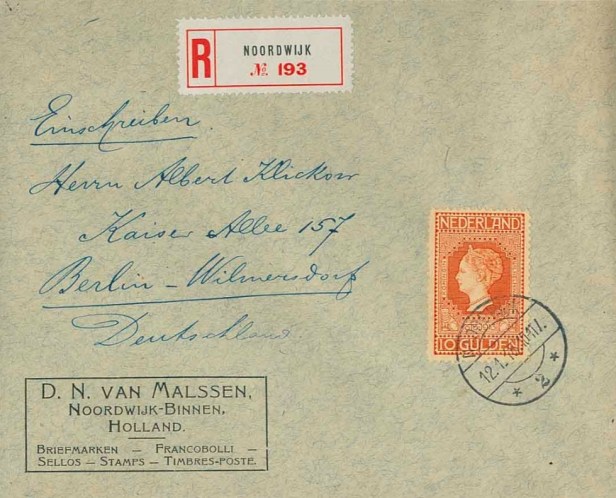 R NOORDWIJK
№ 193
Einschreiben.
Herrn Albert Klickow
Kaiser Allee 157
Berlin-Wilmersdorf
Deutschland
NEDERLAND
10 GULDEN
12.1.
* 2 *
D. N. VAN MALSSEN,
NOORDWIJK-BINNEN,
HOLLAND.
BRIEFMARKEN — FRANCOBOLLI —
SELLOS — STAMPS — TIMBRES-POSTE.